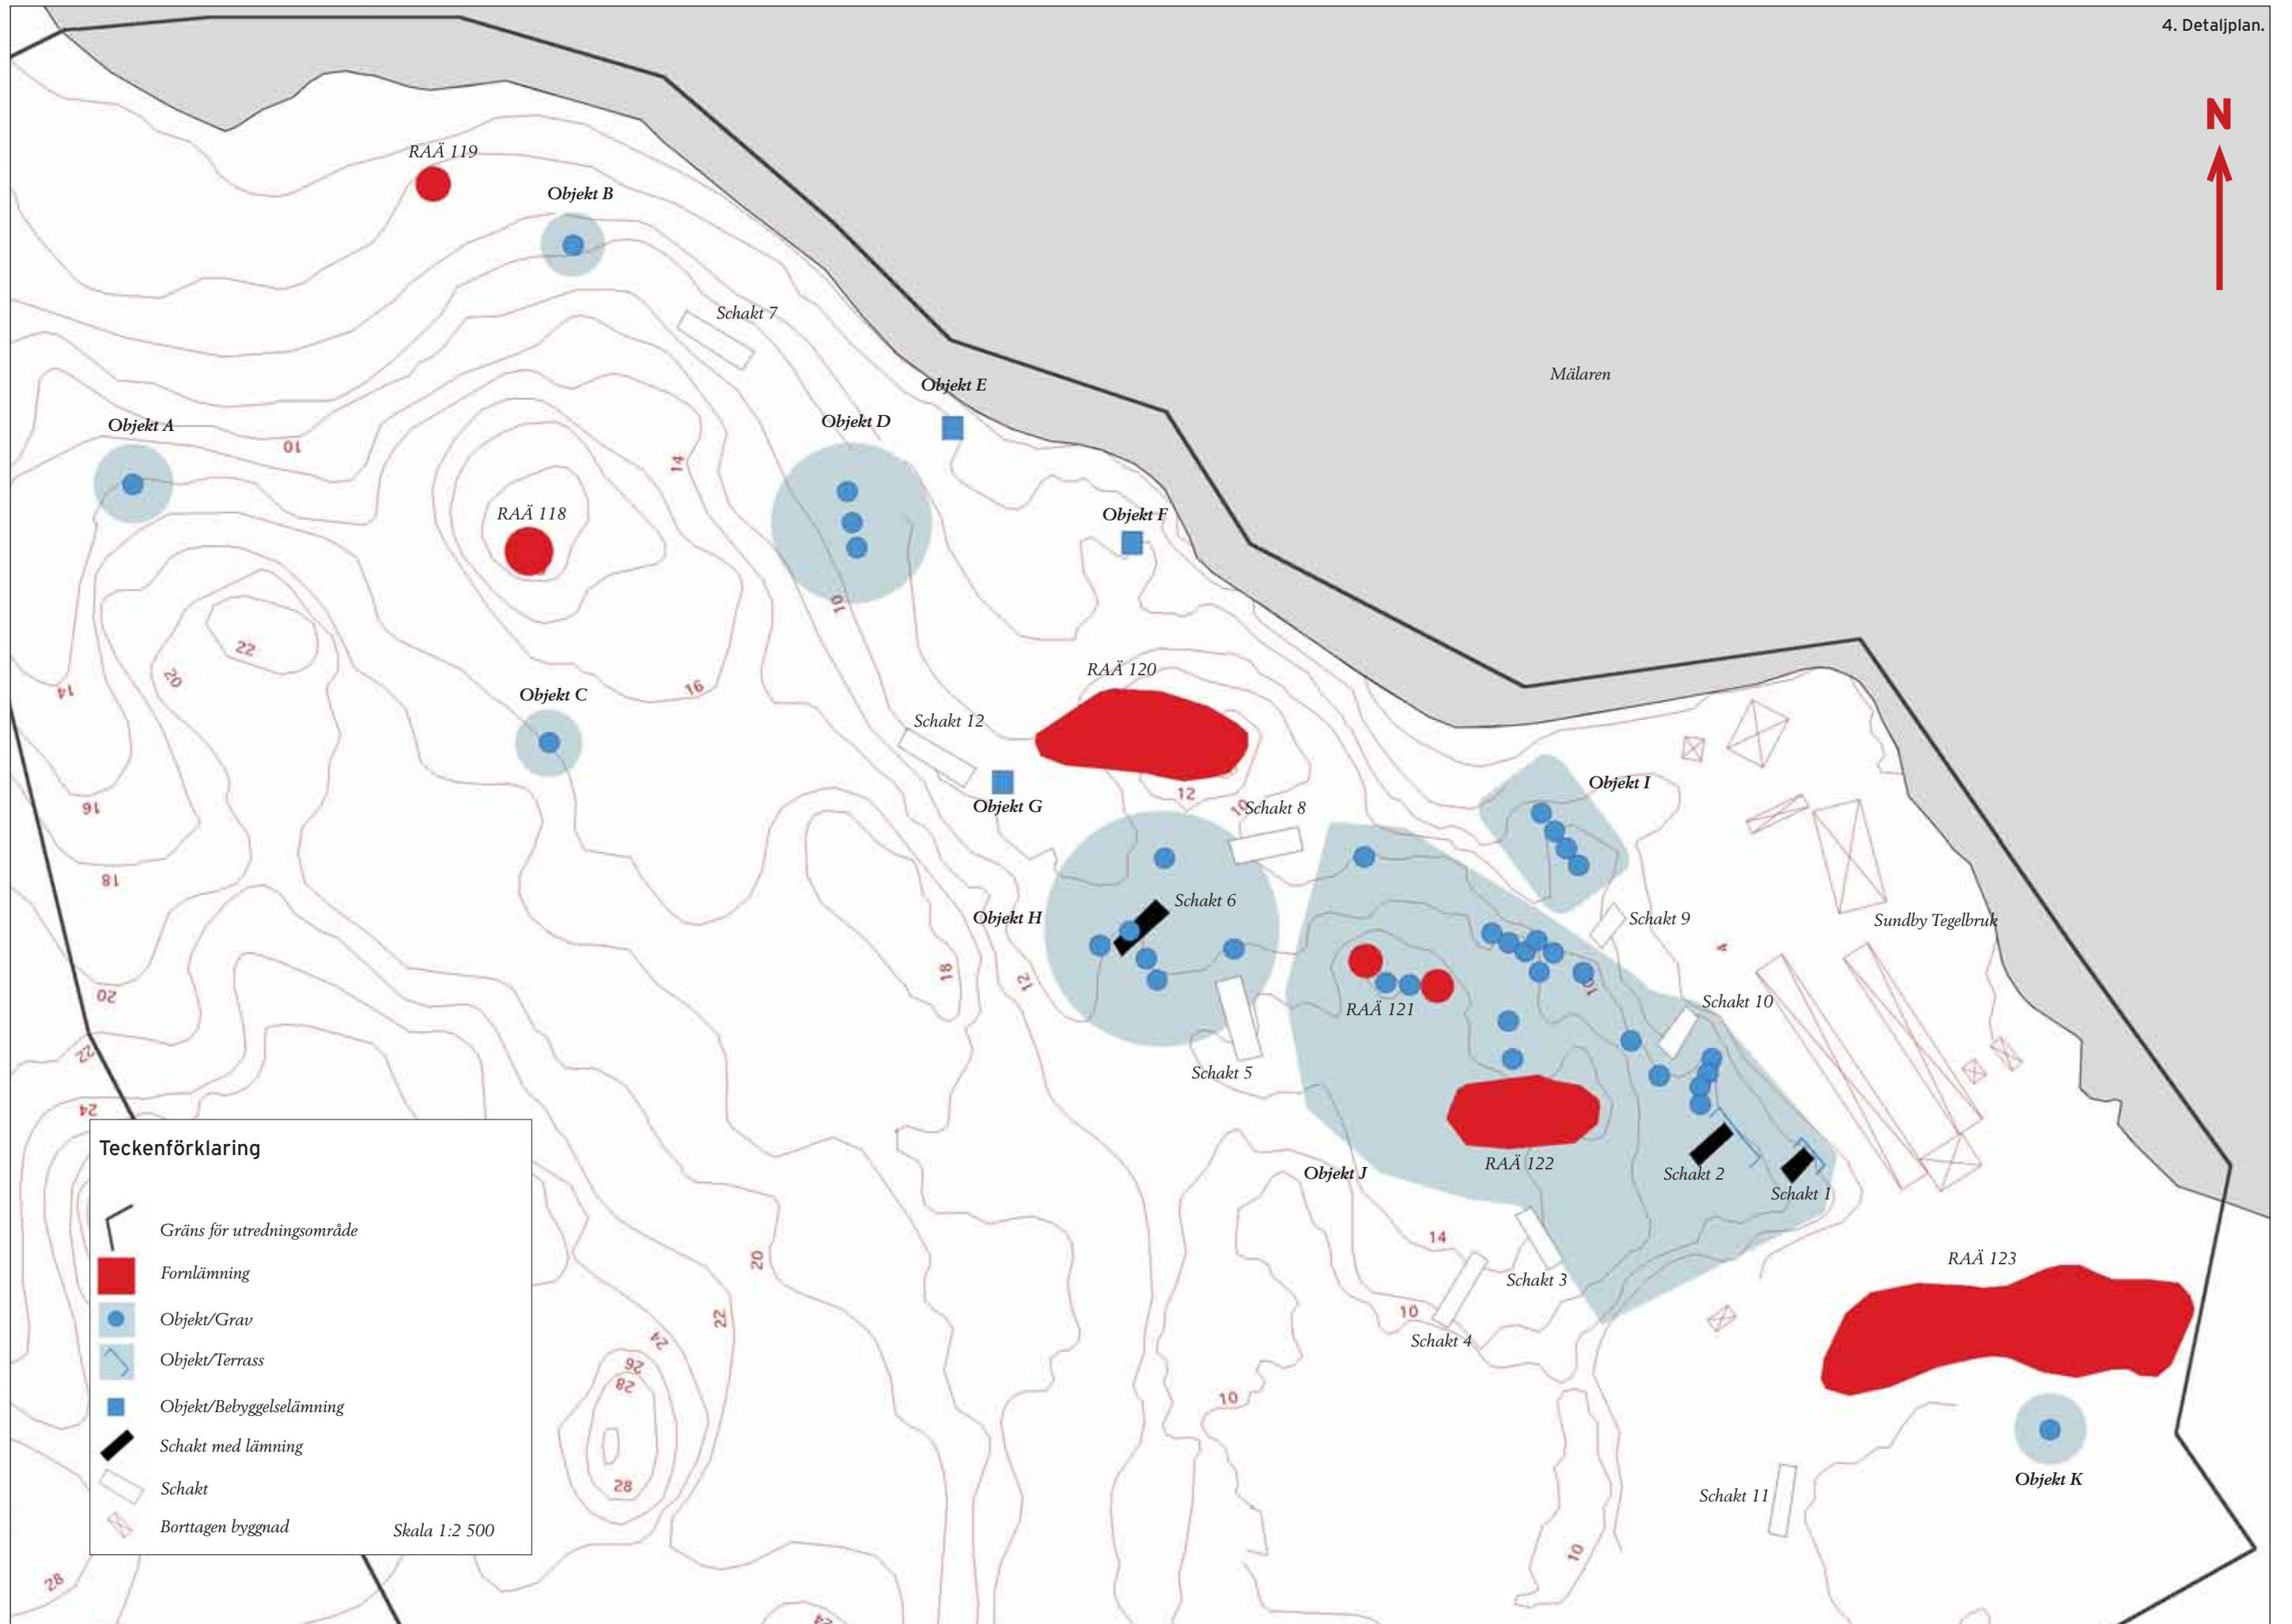 4. Detaljplan.
N
RAÄ 119
Objekt B
Schakt 7
Mälaren
Objekt E
Objekt D
Objekt A
10
14
RAÄ 118
Objekt F
10
22
20
14
16
RAÄ 120
Objekt C
Schakt 12
Objekt G
12
10
Schakt 8
Objekt I
16
18
Schakt 6
Objekt H
Schakt 9
Sundby Tegelbruk
4
18
12
20
10
RAÄ 121
Schakt 10
22
Schakt 5
24
RAÄ 122
Objekt J
Schakt 2
Schakt 1
14
20
RAÄ 123
Schakt 3
10
22
24
Schakt 4
26
28
10
28
Objekt K
Schakt 11
10
28
24
Teckenförklaring
Gräns för utredningsområde
Fornlämning
Objekt/Grav
Objekt/Terrass
Objekt/Bebyggelselämning
Schakt med lämning
Schakt
Borttagen byggnad
Skala 1:2 500